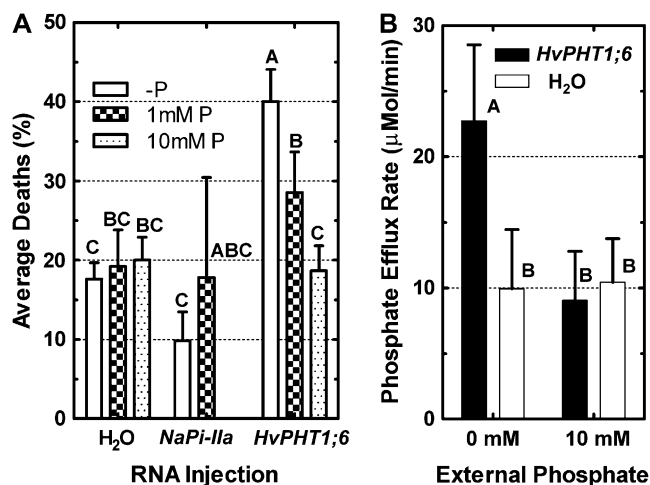 A
Average Deaths (%)
50
40
30
20
10
0
-P
1mM P
10mM P
C
BC
BC
C
ABC
A
B
C
H₂O
NaPi-IIa
HvPHT1;6
RNA Injection
B
Phosphate Efflux Rate (µMol/min)
30
20
10
0
HvPHT1;6
H₂O
A
B
B
B
0 mM
10 mM
External Phosphate